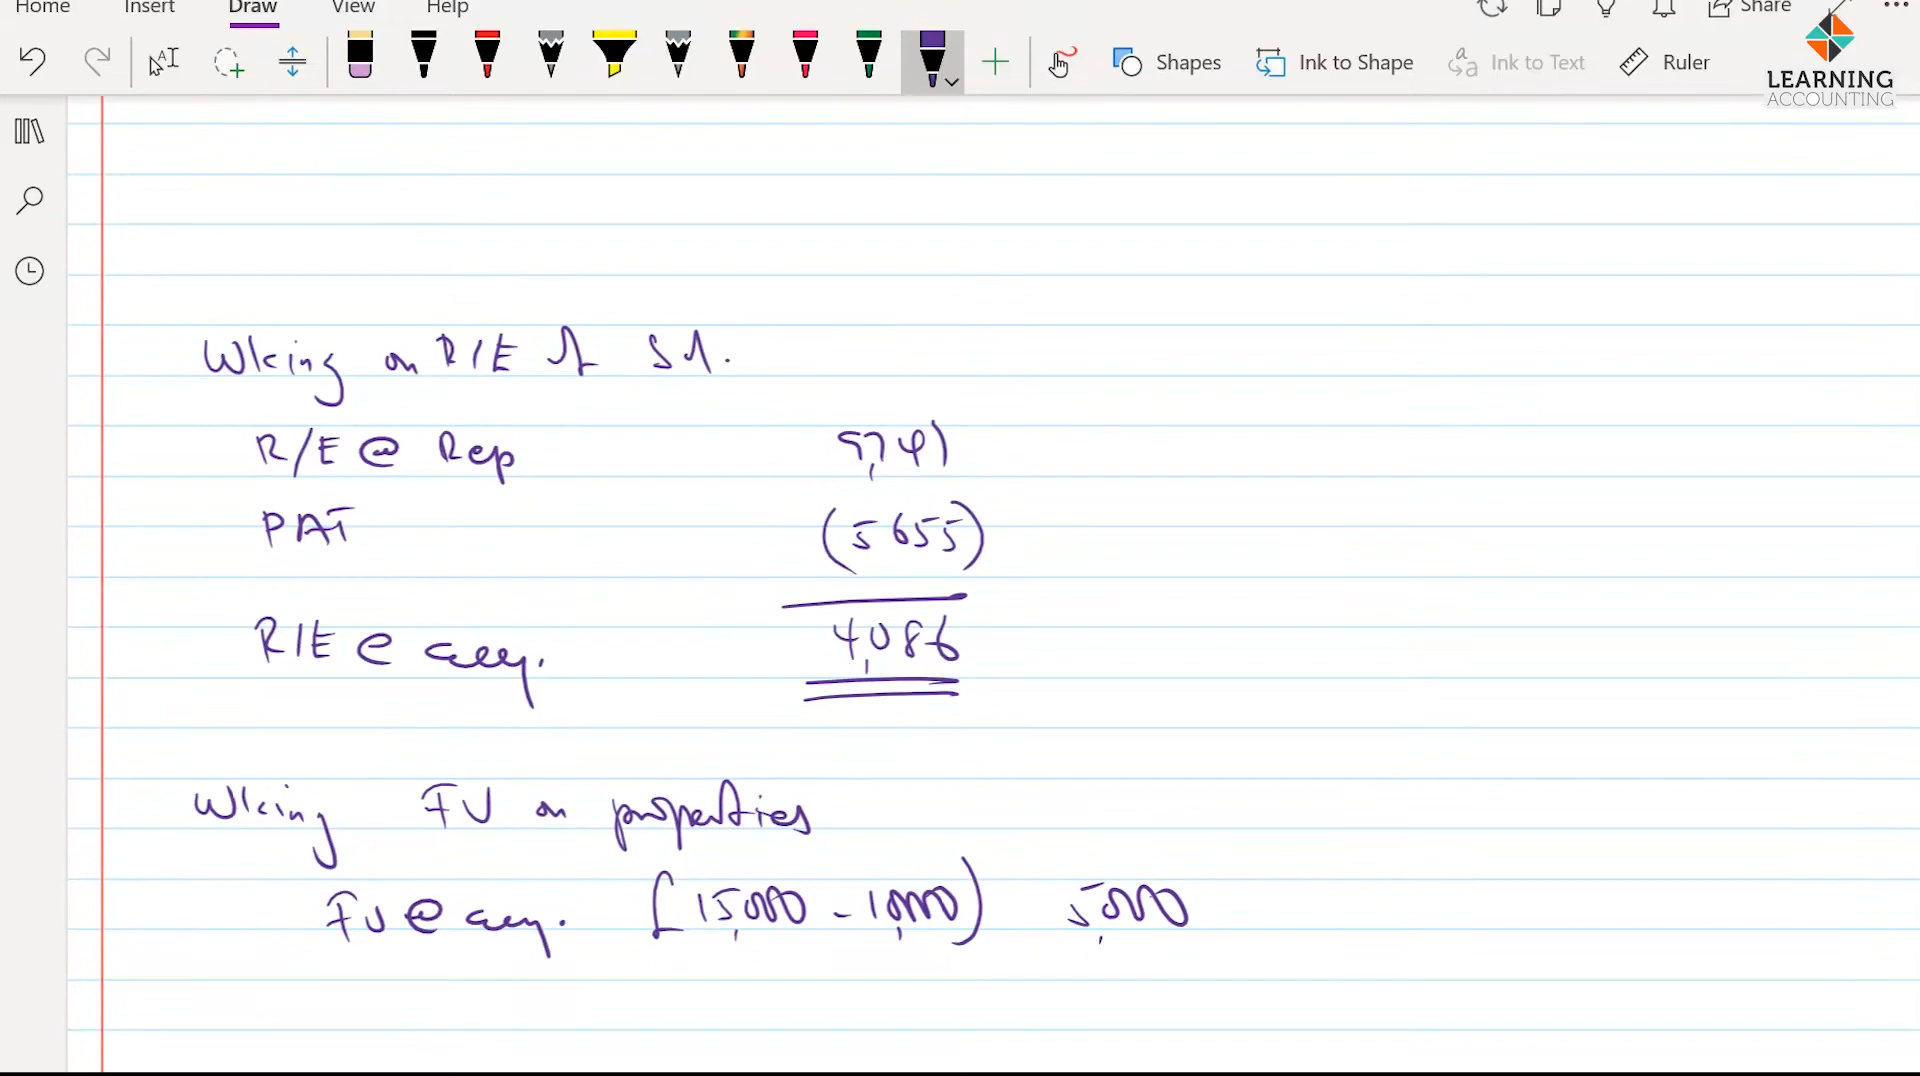 Home Insert Draw View Help Share
Shapes Ink to Shape Ink to Text Ruler
LEARNING
ACCOUNTING
Wking on R/E of SA.
R/E @ Rep 9,741
PAT (5655)
R/E @ acq. 4,086
Wking FV on properties
FV @ acq. [15,000 - 1,0000) 5,000